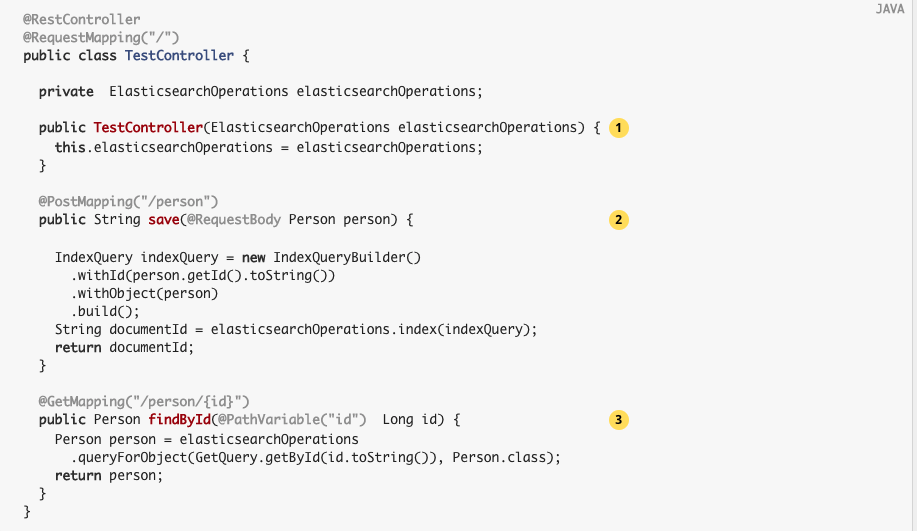 JAVA
@RestController
@RequestMapping("/")
public class TestController {
private  ElasticsearchOperations elasticsearchOperations;
public TestController(ElasticsearchOperations elasticsearchOperations) { 1
this.elasticsearchOperations = elasticsearchOperations;
}
@PostMapping("/person")
public String save(@RequestBody Person person) { 2
IndexQuery indexQuery = new IndexQueryBuilder()
.withId(person.getId().toString())
.withObject(person)
.build();
String documentId = elasticsearchOperations.index(indexQuery);
return documentId;
}
@GetMapping("/person/{id}")
public Person findById(@PathVariable("id")  Long id) { 3
Person person = elasticsearchOperations
.queryForObject(GetQuery.getById(id.toString()), Person.class);
return person;
}
}